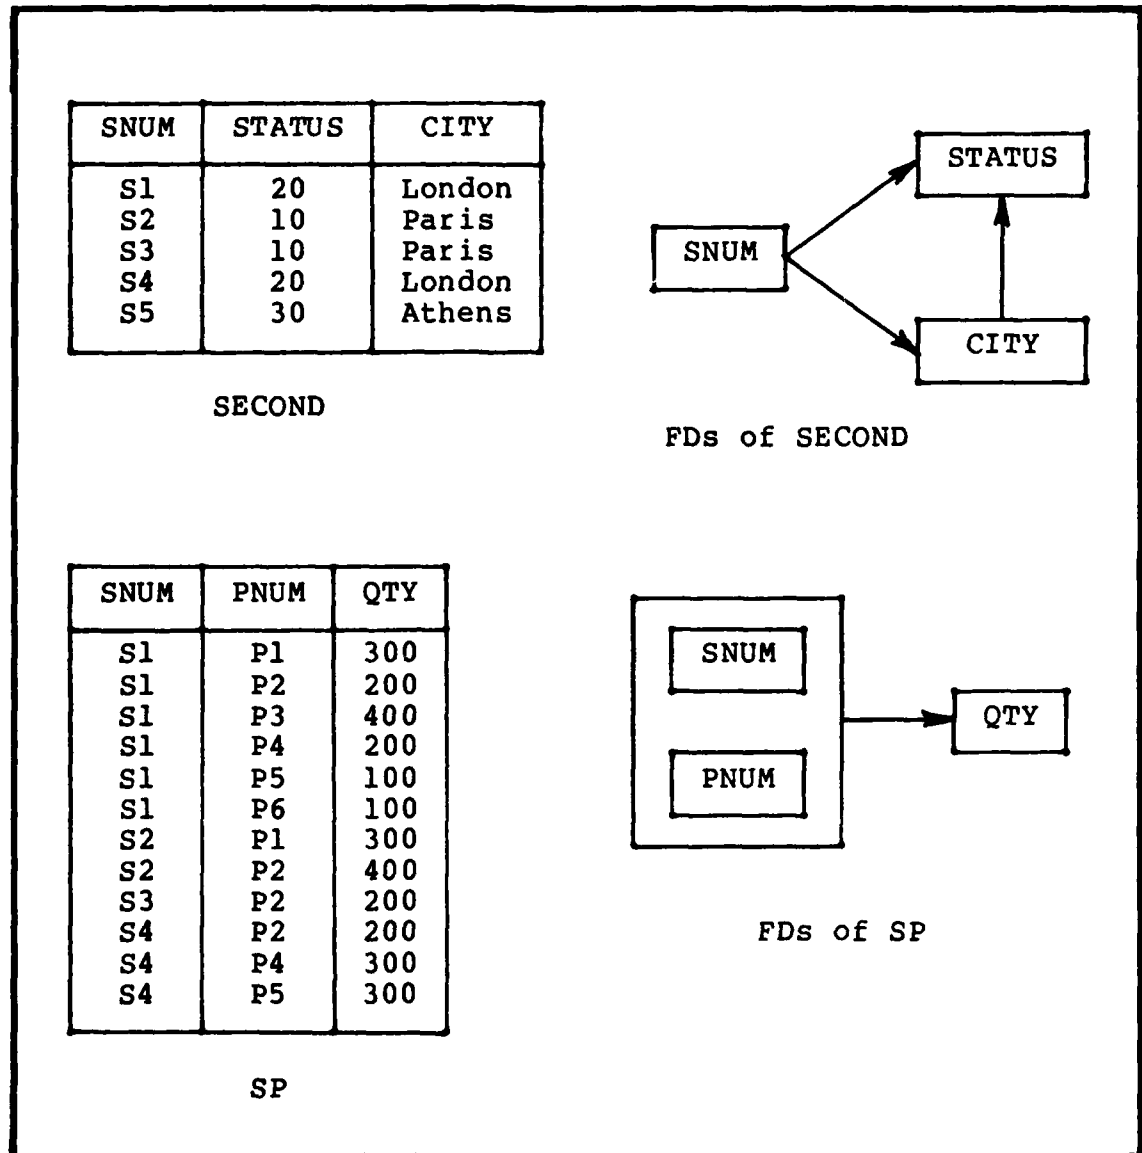 SNUM STATUS CITY
S1 20 London
S2 10 Paris
S3 10 Paris
S4 20 London
S5 30 Athens
SECOND
STATUS
SNUM
CITY
FDs of SECOND
SNUM PNUM QTY
S1 P1 300
S1 P2 200
S1 P3 400
S1 P4 200
S1 P5 100
S1 P6 100
S2 P1 300
S2 P2 400
S3 P2 200
S4 P2 200
S4 P4 300
S4 P5 300
SP
SNUM
QTY
PNUM
FDs of SP